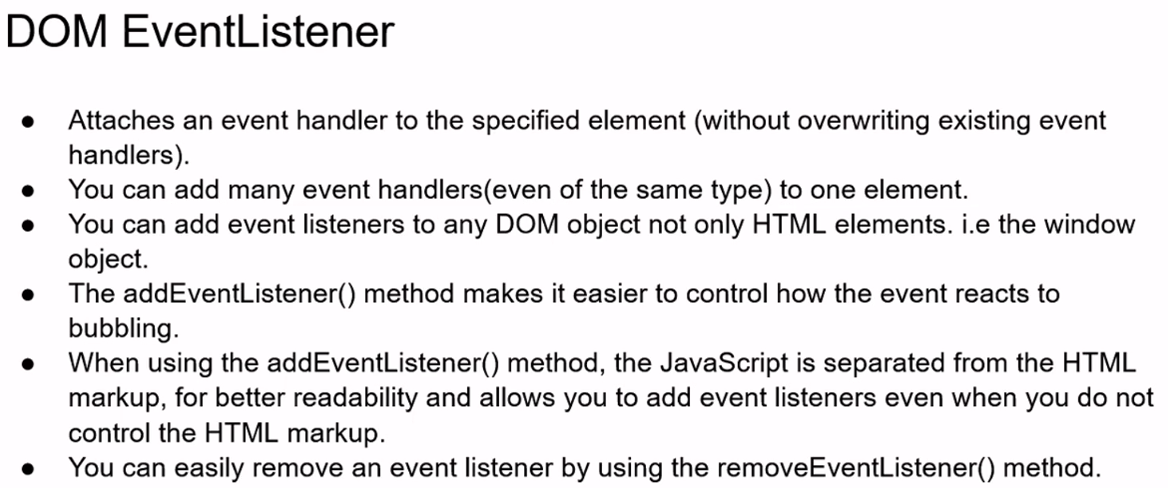 DOM EventListener
● Attaches an event handler to the specified element (without overwriting existing event
handlers).
● You can add many event handlers(even of the same type) to one element.
● You can add event listeners to any DOM object not only HTML elements. i.e the window
object.
● The addEventListener() method makes it easier to control how the event reacts to
bubbling.
● When using the addEventListener() method, the JavaScript is separated from the HTML
markup, for better readability and allows you to add event listeners even when you do not
control the HTML markup.
● You can easily remove an event listener by using the removeEventListener() method.